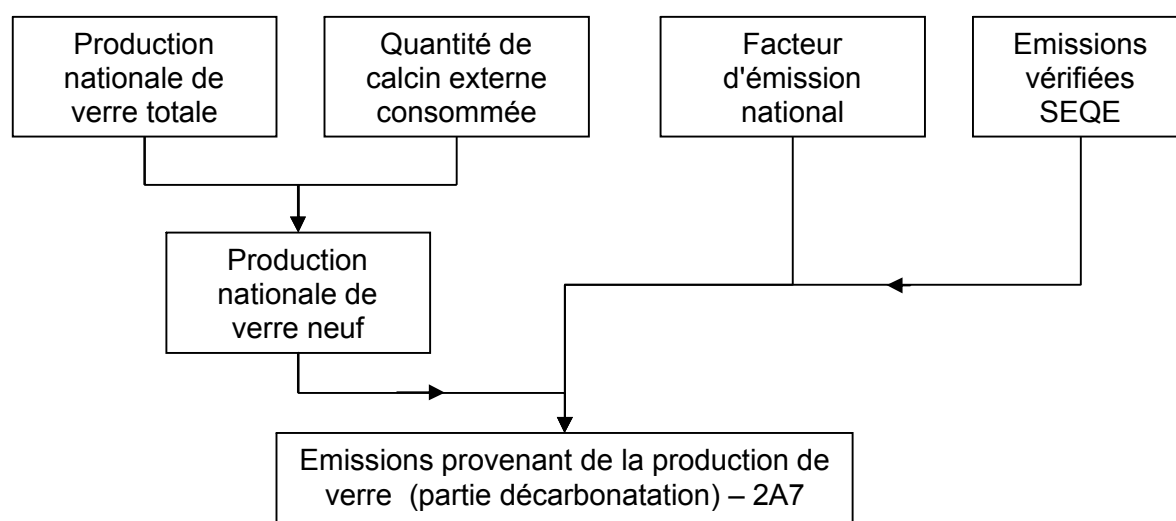 Production
nationale de
verre totale
Quantité de
calcin externe
consommée
Facteur
d'émission
national
Emissions
vérifiées
SEQE
Production
nationale de
verre neuf
Emissions provenant de la production de
verre (partie décarbonatation) – 2A7